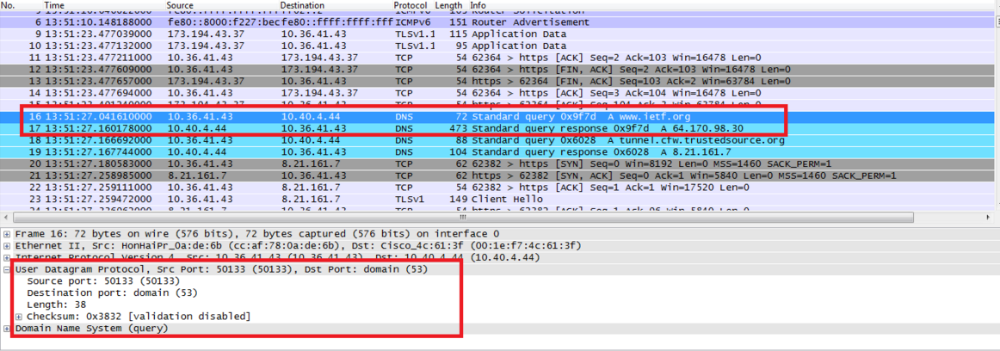 No. Time Source Destination Protocol Length Info
6 13:51:10.148188000 fe80::8000:f227:bec fe80::ffff:ffff:fff ICMPv6 151 Router Advertisement
9 13:51:23.477039000 173.194.43.37 10.36.41.43 TLSv1.1 115 Application Data
10 13:51:23.477132000 173.194.43.37 10.36.41.43 TLSv1.1 95 Application Data
11 13:51:23.477211000 10.36.41.43 173.194.43.37 TCP 54 62364 > https [ACK] Seq=2 Ack=103 Win=16478 Len=0
12 13:51:23.477609000 10.36.41.43 173.194.43.37 TCP 54 62364 > https [FIN, ACK] Seq=2 Ack=103 Win=16478 Len=0
13 13:51:23.477657000 173.194.43.37 10.36.41.43 TCP 54 https > 62364 [FIN, ACK] Seq=103 Ack=2 Win=63784 Len=0
14 13:51:23.477694000 10.36.41.43 173.194.43.37 TCP 54 62364 > https [ACK] Seq=3 Ack=104 Win=16478 Len=0
16 13:51:27.041610000 10.36.41.43 10.40.4.44 DNS 72 Standard query 0x9f7d A www.ietf.org
17 13:51:27.160178000 10.40.4.44 10.36.41.43 DNS 473 Standard query response 0x9f7d A 64.170.98.30
18 13:51:27.166692000 10.36.41.43 10.40.4.44 DNS 88 Standard query 0x6028 A tunnel.cfw.trustedsource.org
19 13:51:27.167744000 10.40.4.44 10.36.41.43 DNS 104 Standard query response 0x6028 A 8.21.161.7
20 13:51:27.180583000 10.36.41.43 8.21.161.7 TCP 62 62382 > https [SYN] Seq=0 Win=8192 Len=0 MSS=1460 SACK_PERM=1
21 13:51:27.258985000 8.21.161.7 10.36.41.43 TCP 62 https > 62382 [SYN, ACK] Seq=0 Ack=1 Win=5840 Len=0 MSS=1460 SACK_PERM=1
22 13:51:27.259111000 10.36.41.43 8.21.161.7 TCP 54 62382 > https [ACK] Seq=1 Ack=1 Win=17520 Len=0
23 13:51:27.259472000 10.36.41.43 8.21.161.7 TLSv1 149 Client Hello
Frame 16: 72 bytes on wire (576 bits), 72 bytes captured (576 bits) on interface 0
Ethernet II, Src: HonHaiPr_0a:de:6b (cc:af:78:0a:de:6b), Dst: Cisco_4c:61:3f (00:1e:f7:4c:61:3f)
Internet Protocol Version 4, Src: 10.36.41.43 (10.36.41.43), Dst: 10.40.4.44 (10.40.4.44)
User Datagram Protocol, Src Port: 50133 (50133), Dst Port: domain (53)
Source port: 50133 (50133)
Destination port: domain (53)
Length: 38
Checksum: 0x3832 [validation disabled]
Domain Name System (query)